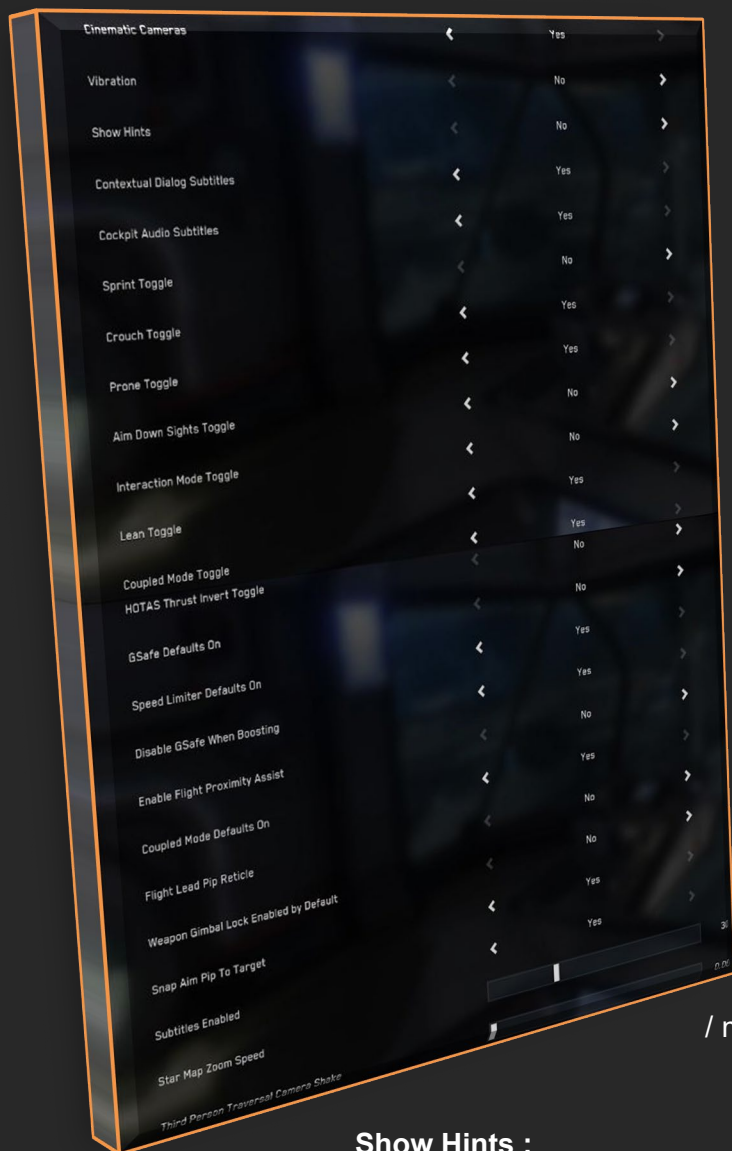 Cinematic Cameras Yes
Vibration No
Show Hints No
Contextual Dialog Subtitles Yes
Cockpit Audio Subtitles Yes
Sprint Toggle No
Crouch Toggle Yes
Prone Toggle Yes
Aim Down Sights Toggle No
Interaction Mode Toggle No
Lean Toggle Yes
Coupled Mode Toggle Yes
HOTAS Thrust Invert Toggle No
GSafe Defaults On No
Speed Limiter Defaults On Yes
Disable GSafe When Boosting Yes
Enable Flight Proximity Assist No
Coupled Mode Defaults On Yes
Flight Lead Pip Reticle No
Weapon Gimbal Lock Enabled by Default No
Snap Aim Pip To Target Yes
Subtitles Enabled Yes
Star Map Zoom Speed
Third Person Traversal Camera Shake
Show Hints :